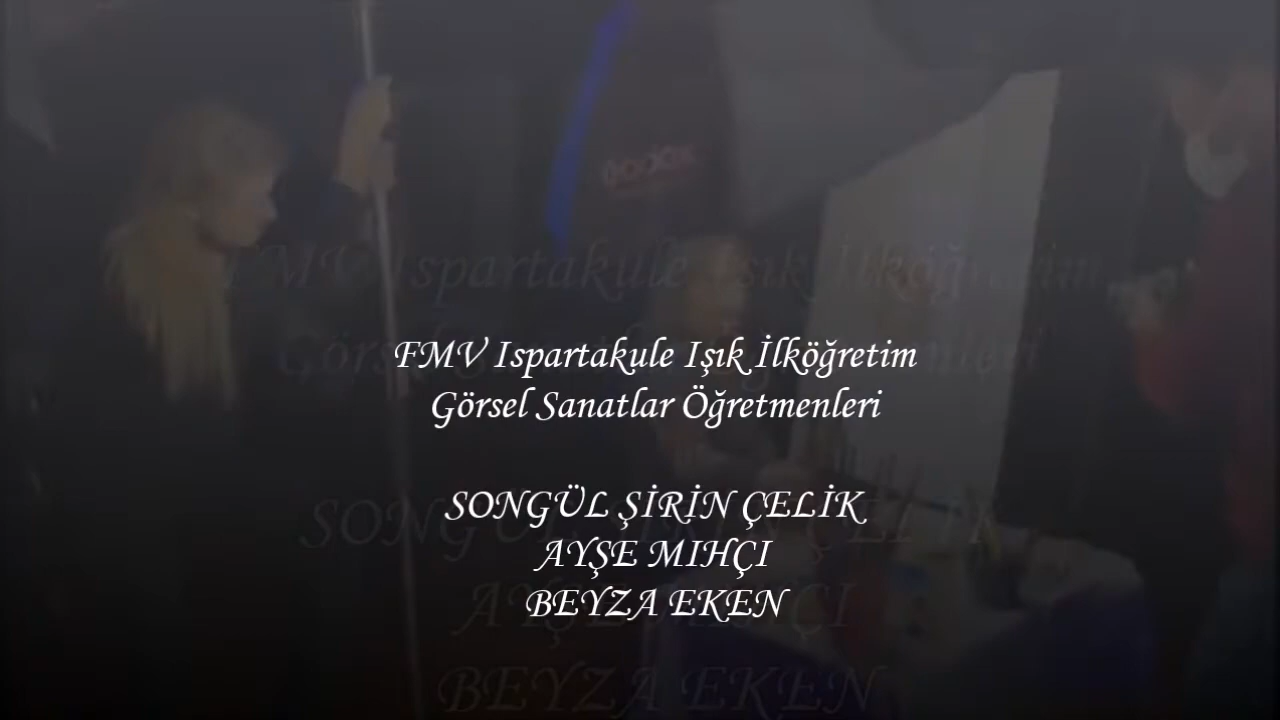 FMV Ispartakule Işık İlköğretim
Görsel Sanatlar Öğretmenleri
SONGÜL ŞİRİN ÇELİK
AYŞE MIHÇI
BEYZA EKEN